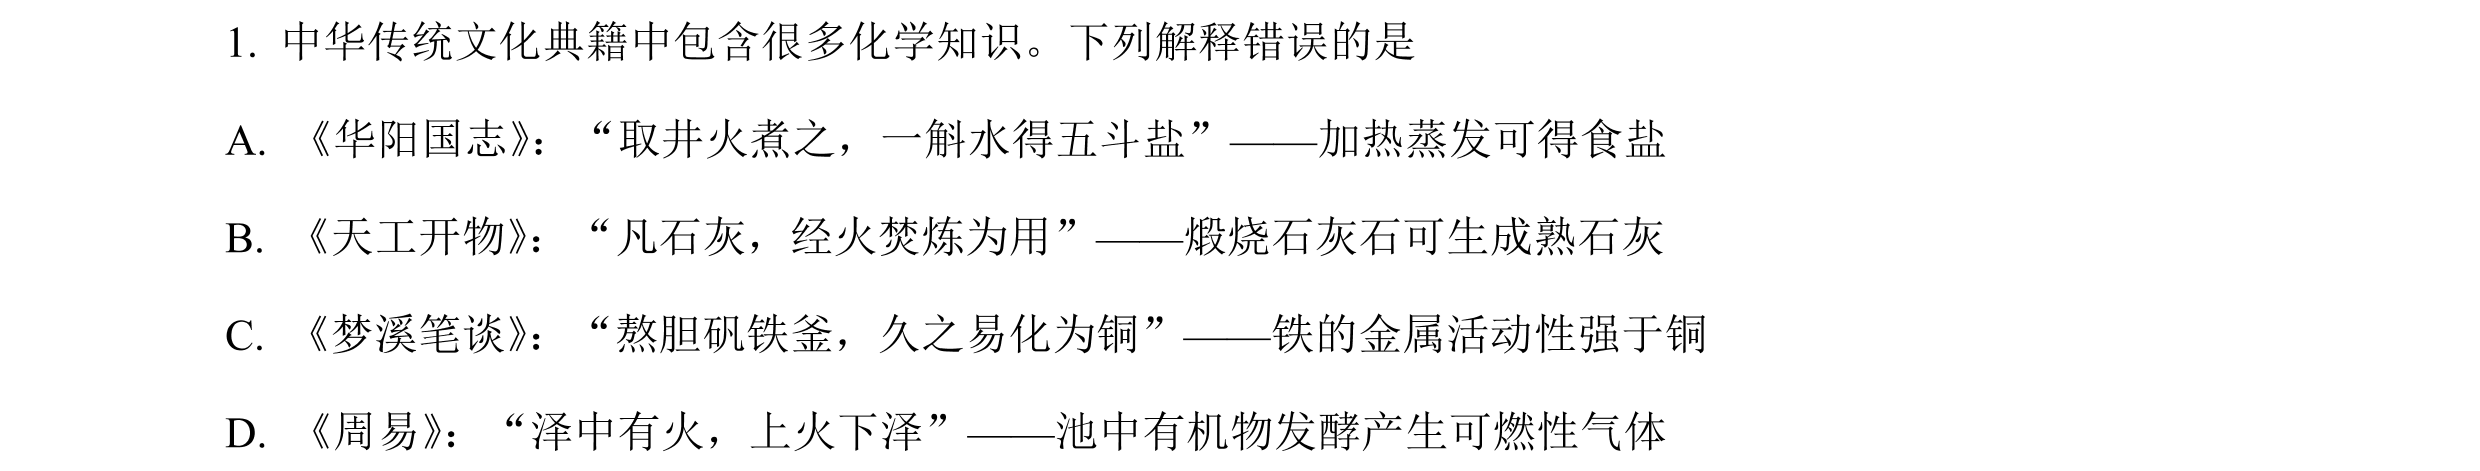 1. 中华传统文化典籍中包含很多化学知识。下列解释错误的是
A. 《华阳国志》：“取井火煮之，一斛水得五斗盐”——加热蒸发可得食盐
B. 《天工开物》：“凡石灰，经火焚炼为用”——煅烧石灰石可生成熟石灰
C. 《梦溪笔谈》：“熬胆矾铁釜，久之易化为铜”——铁的金属活动性强于铜
D. 《周易》：“泽中有火，上火下泽”——池中有机物发酵产生可燃性气体